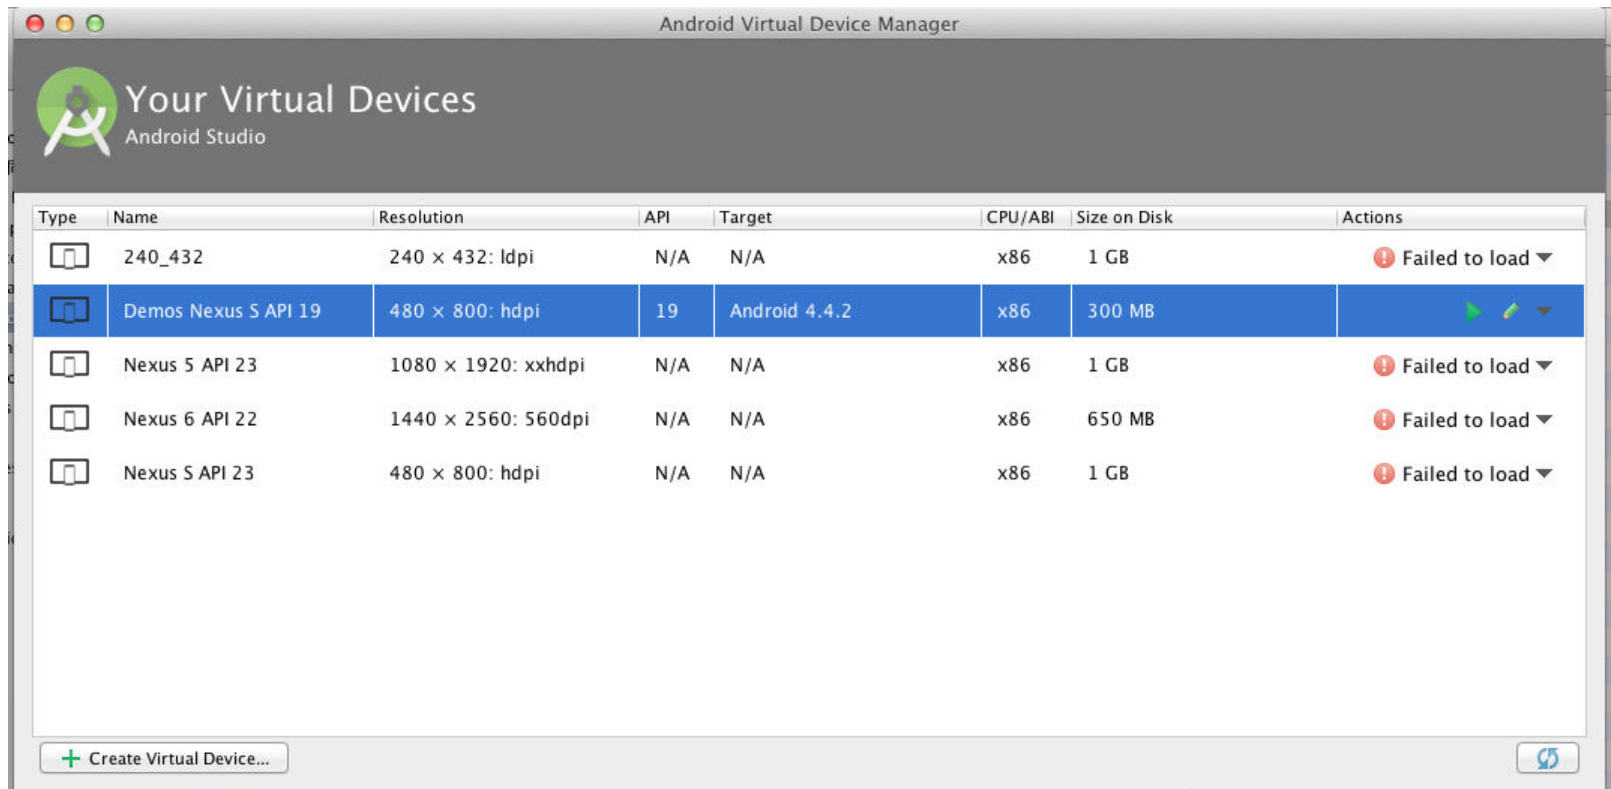 Android Virtual Device Manager
Your Virtual Devices
Android Studio
Type Name Resolution API Target CPU/ABI Size on Disk Actions
240_432 240 × 432: ldpi N/A N/A x86 1 GB Failed to load
Demos Nexus S API 19 480 × 800: hdpi 19 Android 4.4.2 x86 300 MB
Nexus 5 API 23 1080 × 1920: xxhdpi N/A N/A x86 1 GB Failed to load
Nexus 6 API 22 1440 × 2560: 560dpi N/A N/A x86 650 MB Failed to load
Nexus S API 23 480 × 800: hdpi N/A N/A x86 1 GB Failed to load
Create Virtual Device...